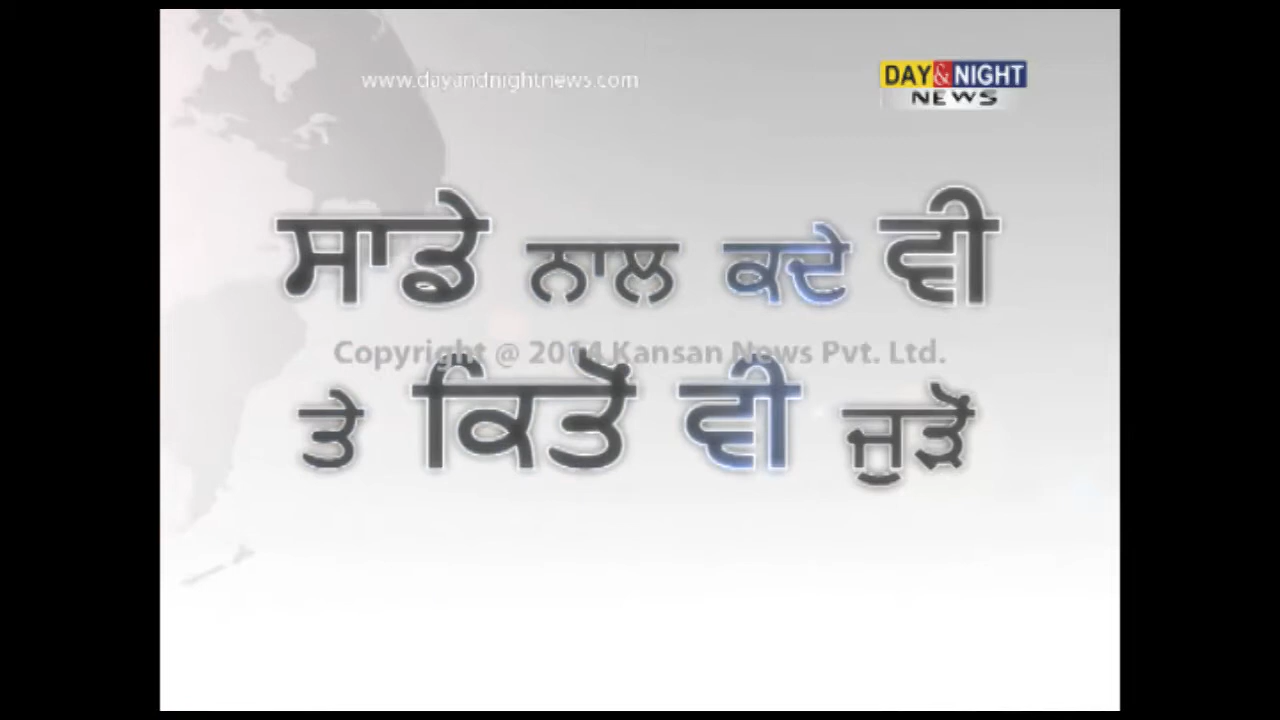 www.dayandnightnews.com
DAY & NIGHT
NEWS
ਸਾਡੇ ਨਾਲ ਕਦੇ ਵੀ
Copyright @ 2014 Kansan News Pvt. Ltd.
ਤੇ ਕਿਤੋਂ ਵੀ ਜੁੜੋਂ